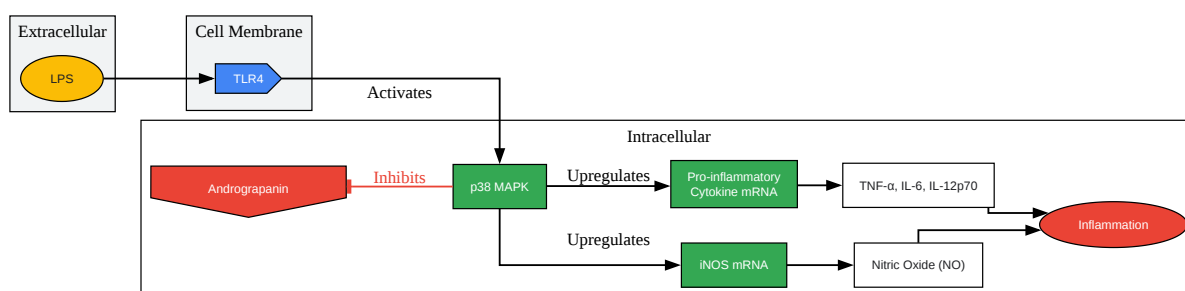 Extracellular
Cell Membrane
LPS
TLR4
Activates
Intracellular
Andrograpanin
Inhibits
p38 MAPK
Upregulates
Pro-inflammatory
Cytokine mRNA
TNF-α, IL-6, IL-12p70
Inflammation
Upregulates
iNOS mRNA
Nitric Oxide (NO)